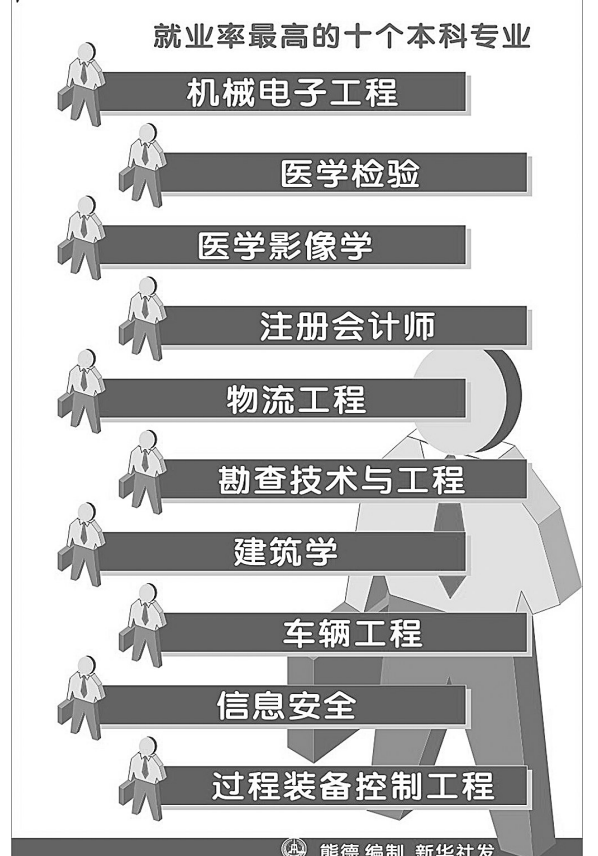 就业率最高的十个本科专业
机械电子工程
医学检验
医学影像学
注册会计师
物流工程
勘查技术与工程
建筑学
车辆工程
信息安全
过程装备控制工程
熊德 编制 新华社发